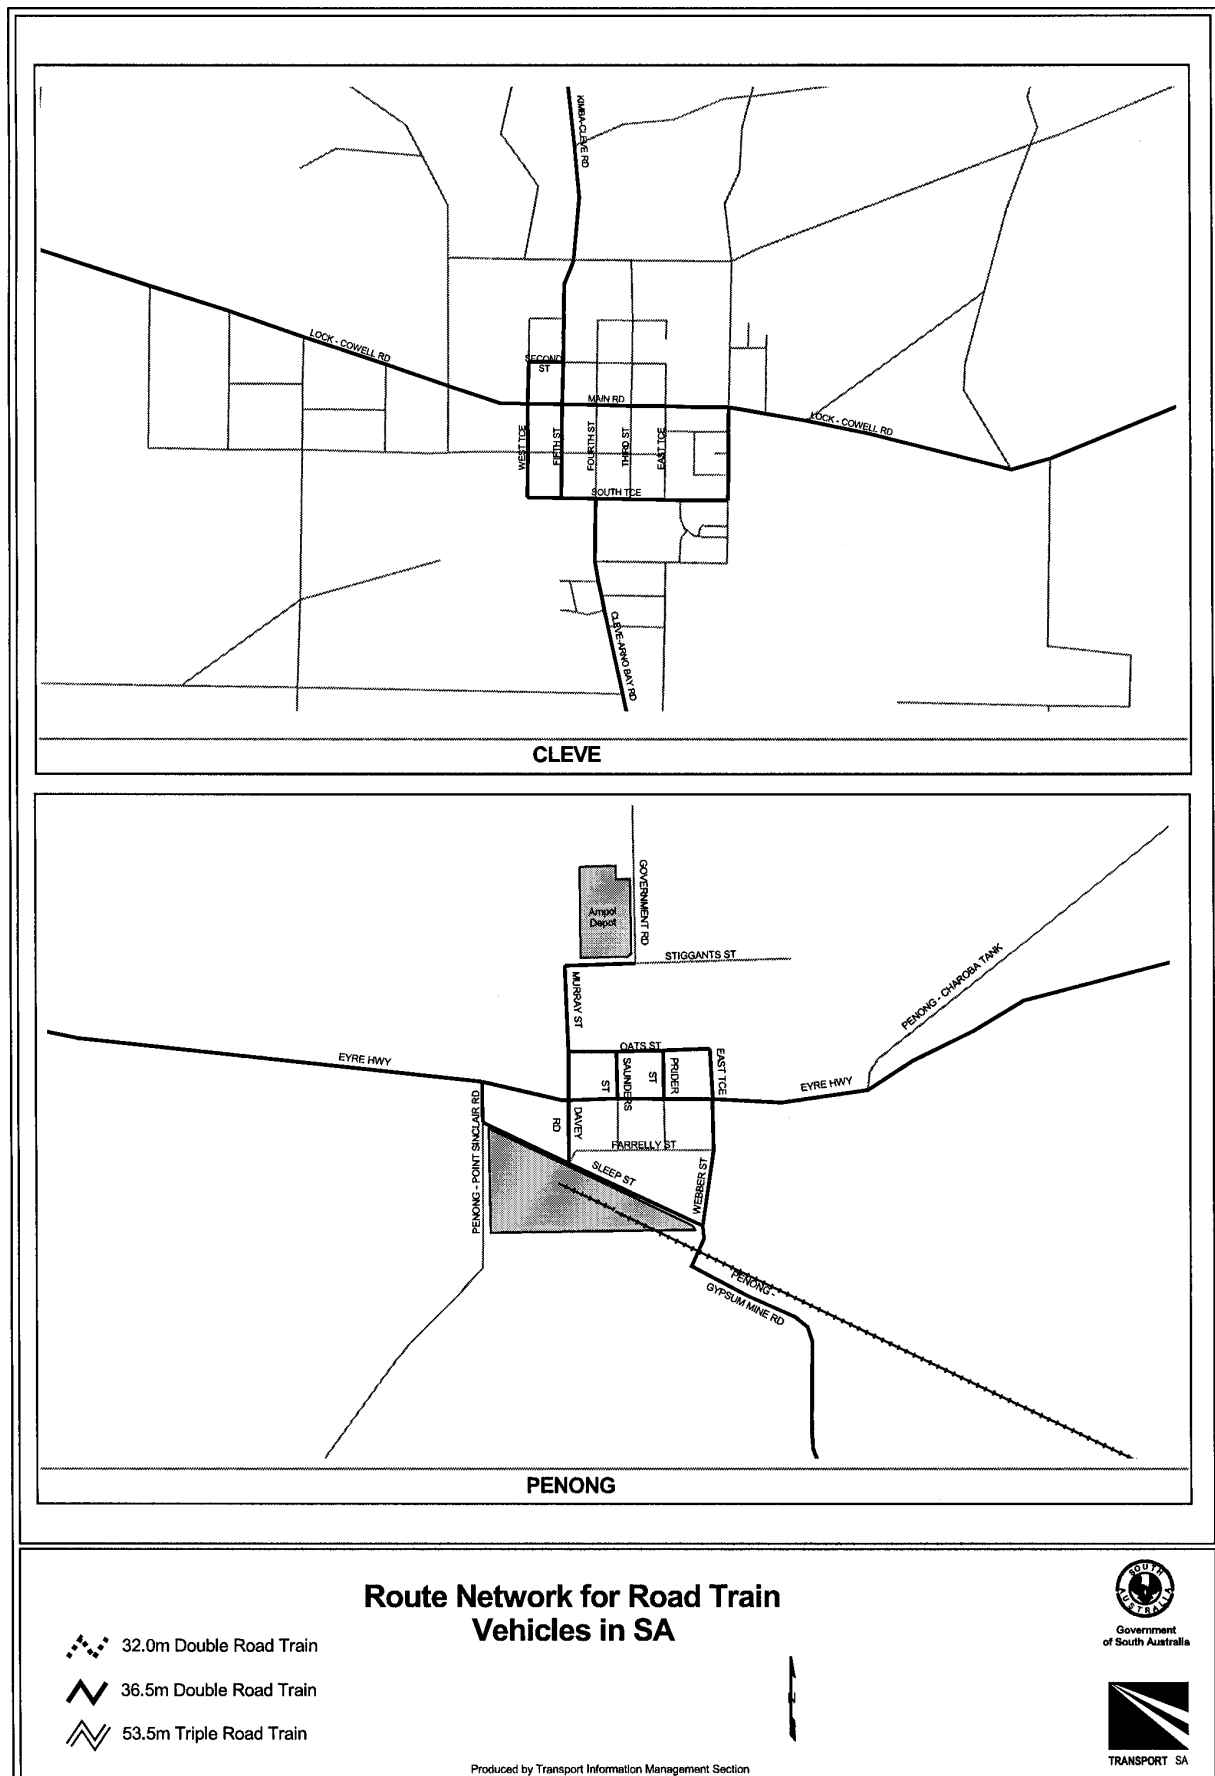 KIMBA-CLEVE RD
LOCK - COWELL RD
SECOND
ST
MAIN RD
LOCK - COWELL RD
WEST TCE
FIFTH ST
FOURTH ST
THIRD ST
EAST TCE
SOUTH TCE
CLEVE-ARNO BAY RD
CLEVE
Ampol
Depot
GOVERNMENT RD
STIGGANTS ST
MURRAY ST
PENONG - CHAROBA TANK
OATS ST
EYRE HWY
SAUNDERS
ST
PRIDER
ST
EAST TCE
EYRE HWY
PENONG - POINT SINCLAIR RD
DAVEY
RD
FARRELLY ST
SLEEP ST
WEBBER ST
PENONG -
GYPSUM MINE RD
PENONG
Route Network for Road Train
Vehicles in SA
32.0m Double Road Train
36.5m Double Road Train
53.5m Triple Road Train
SOUTH
AUSTRALIA
Government
of South Australia
TRANSPORT SA
Produced by Transport Information Management Section